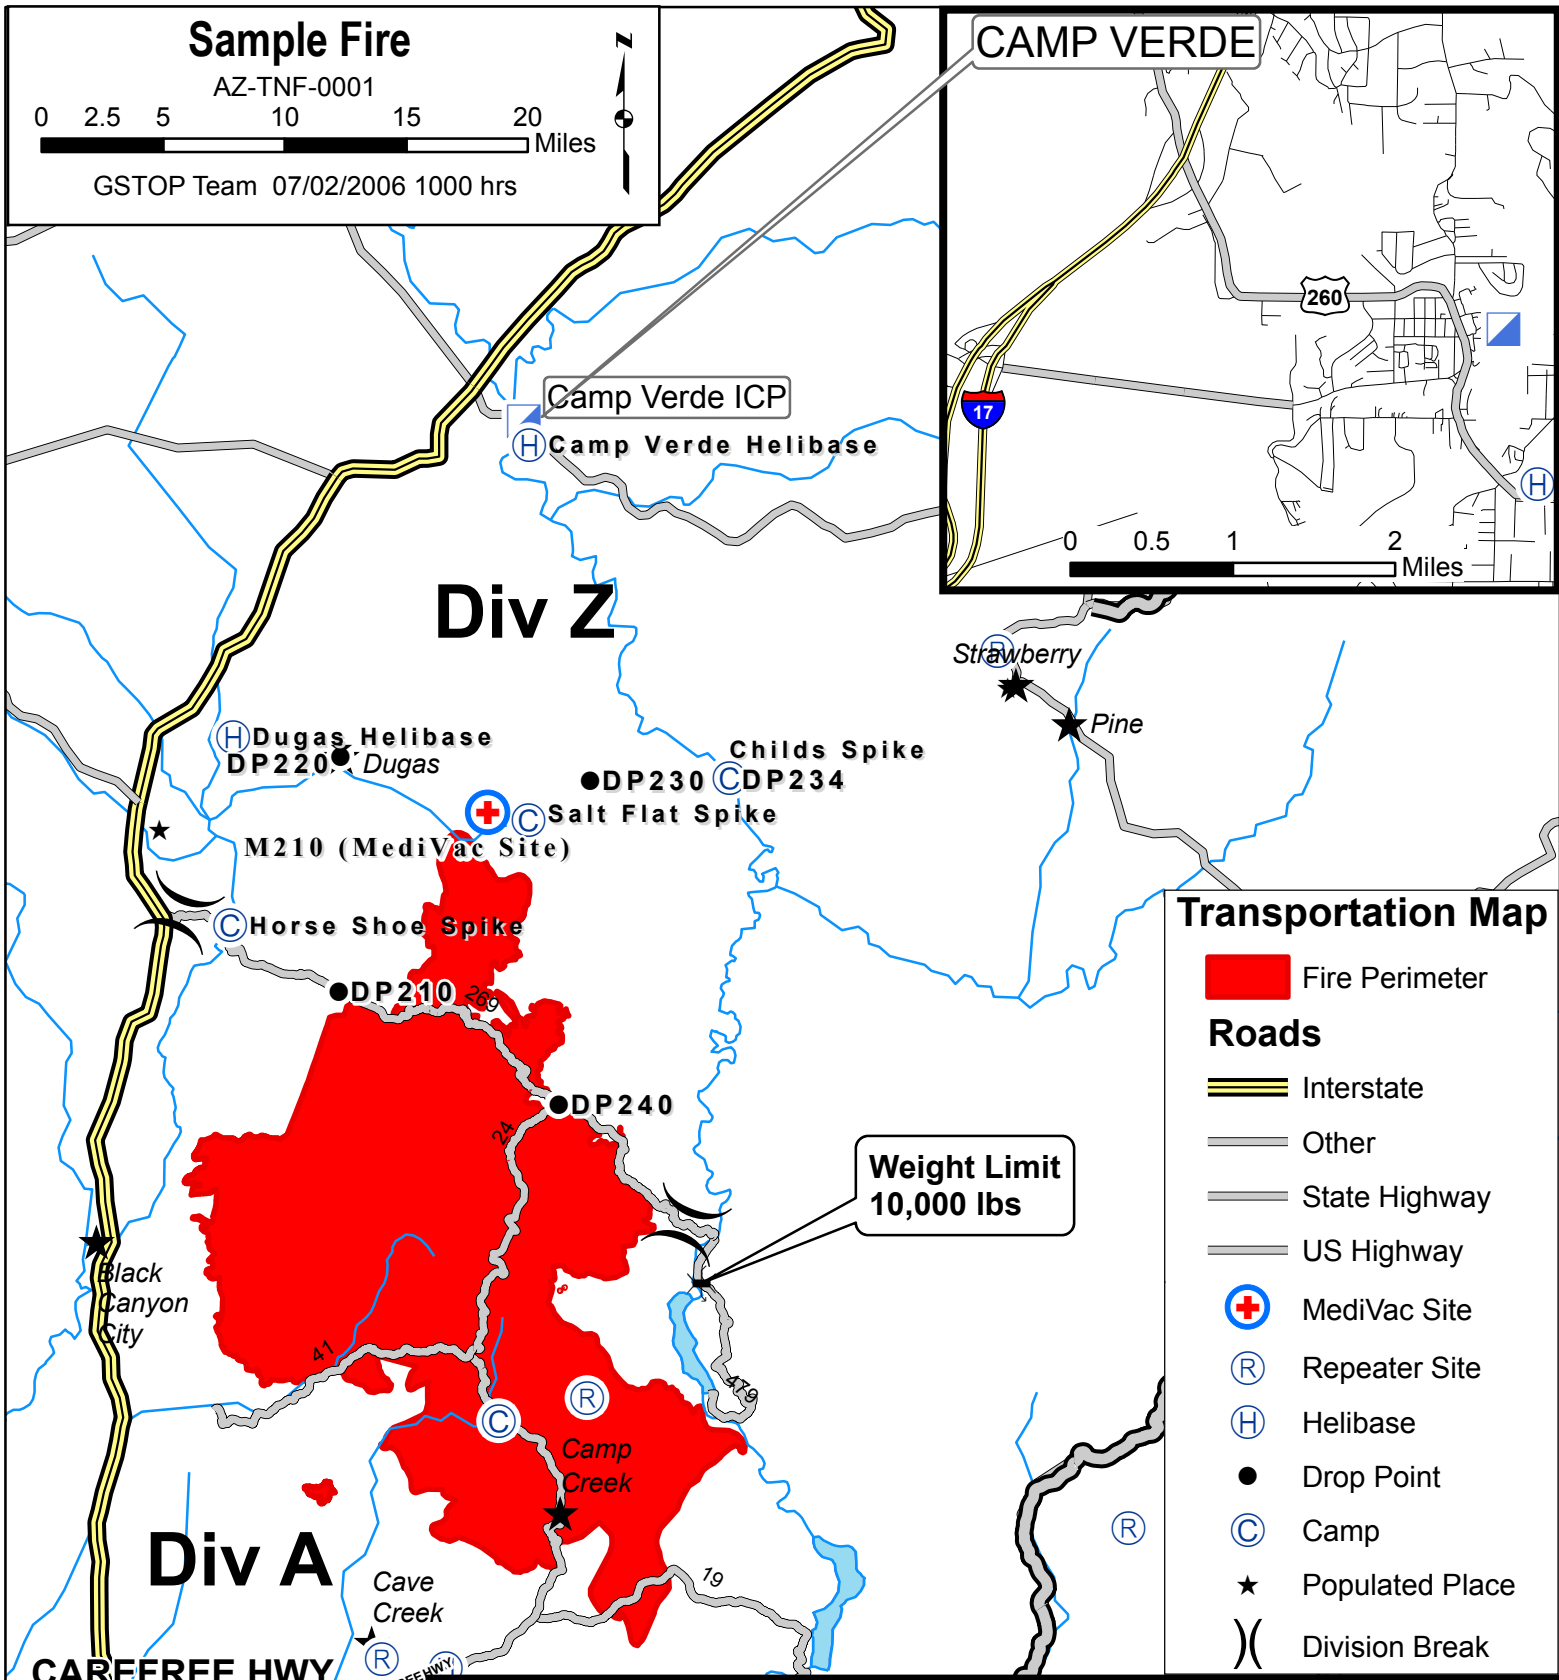 Sample Fire
AZ-TNF-0001
0 2.5 5 10 15 20
Miles
GSTOP Team 07/02/2006 1000 hrs
N
CAMP VERDE
260
17
H
0 0.5 1 2
Miles
Camp Verde ICP
H Camp Verde Helibase
Div Z
R
Strawberry
Pine
H Dugas Helibase
DP220 Dugas
Childs Spike
DP230 C DP234
C Salt Flat Spike
M210 (MediVac Site)
C Horse Shoe Spike
DP210
269
DP240
24
Weight Limit
10,000 lbs
Black
Canyon
City
41
479
R
C
Camp
Creek
R
Div A
Cave
Creek
19
R
CAREFREE HWY
Transportation Map
Fire Perimeter
Roads
Interstate
Other
State Highway
US Highway
MediVac Site
R Repeater Site
H Helibase
Drop Point
C Camp
Populated Place
Division Break